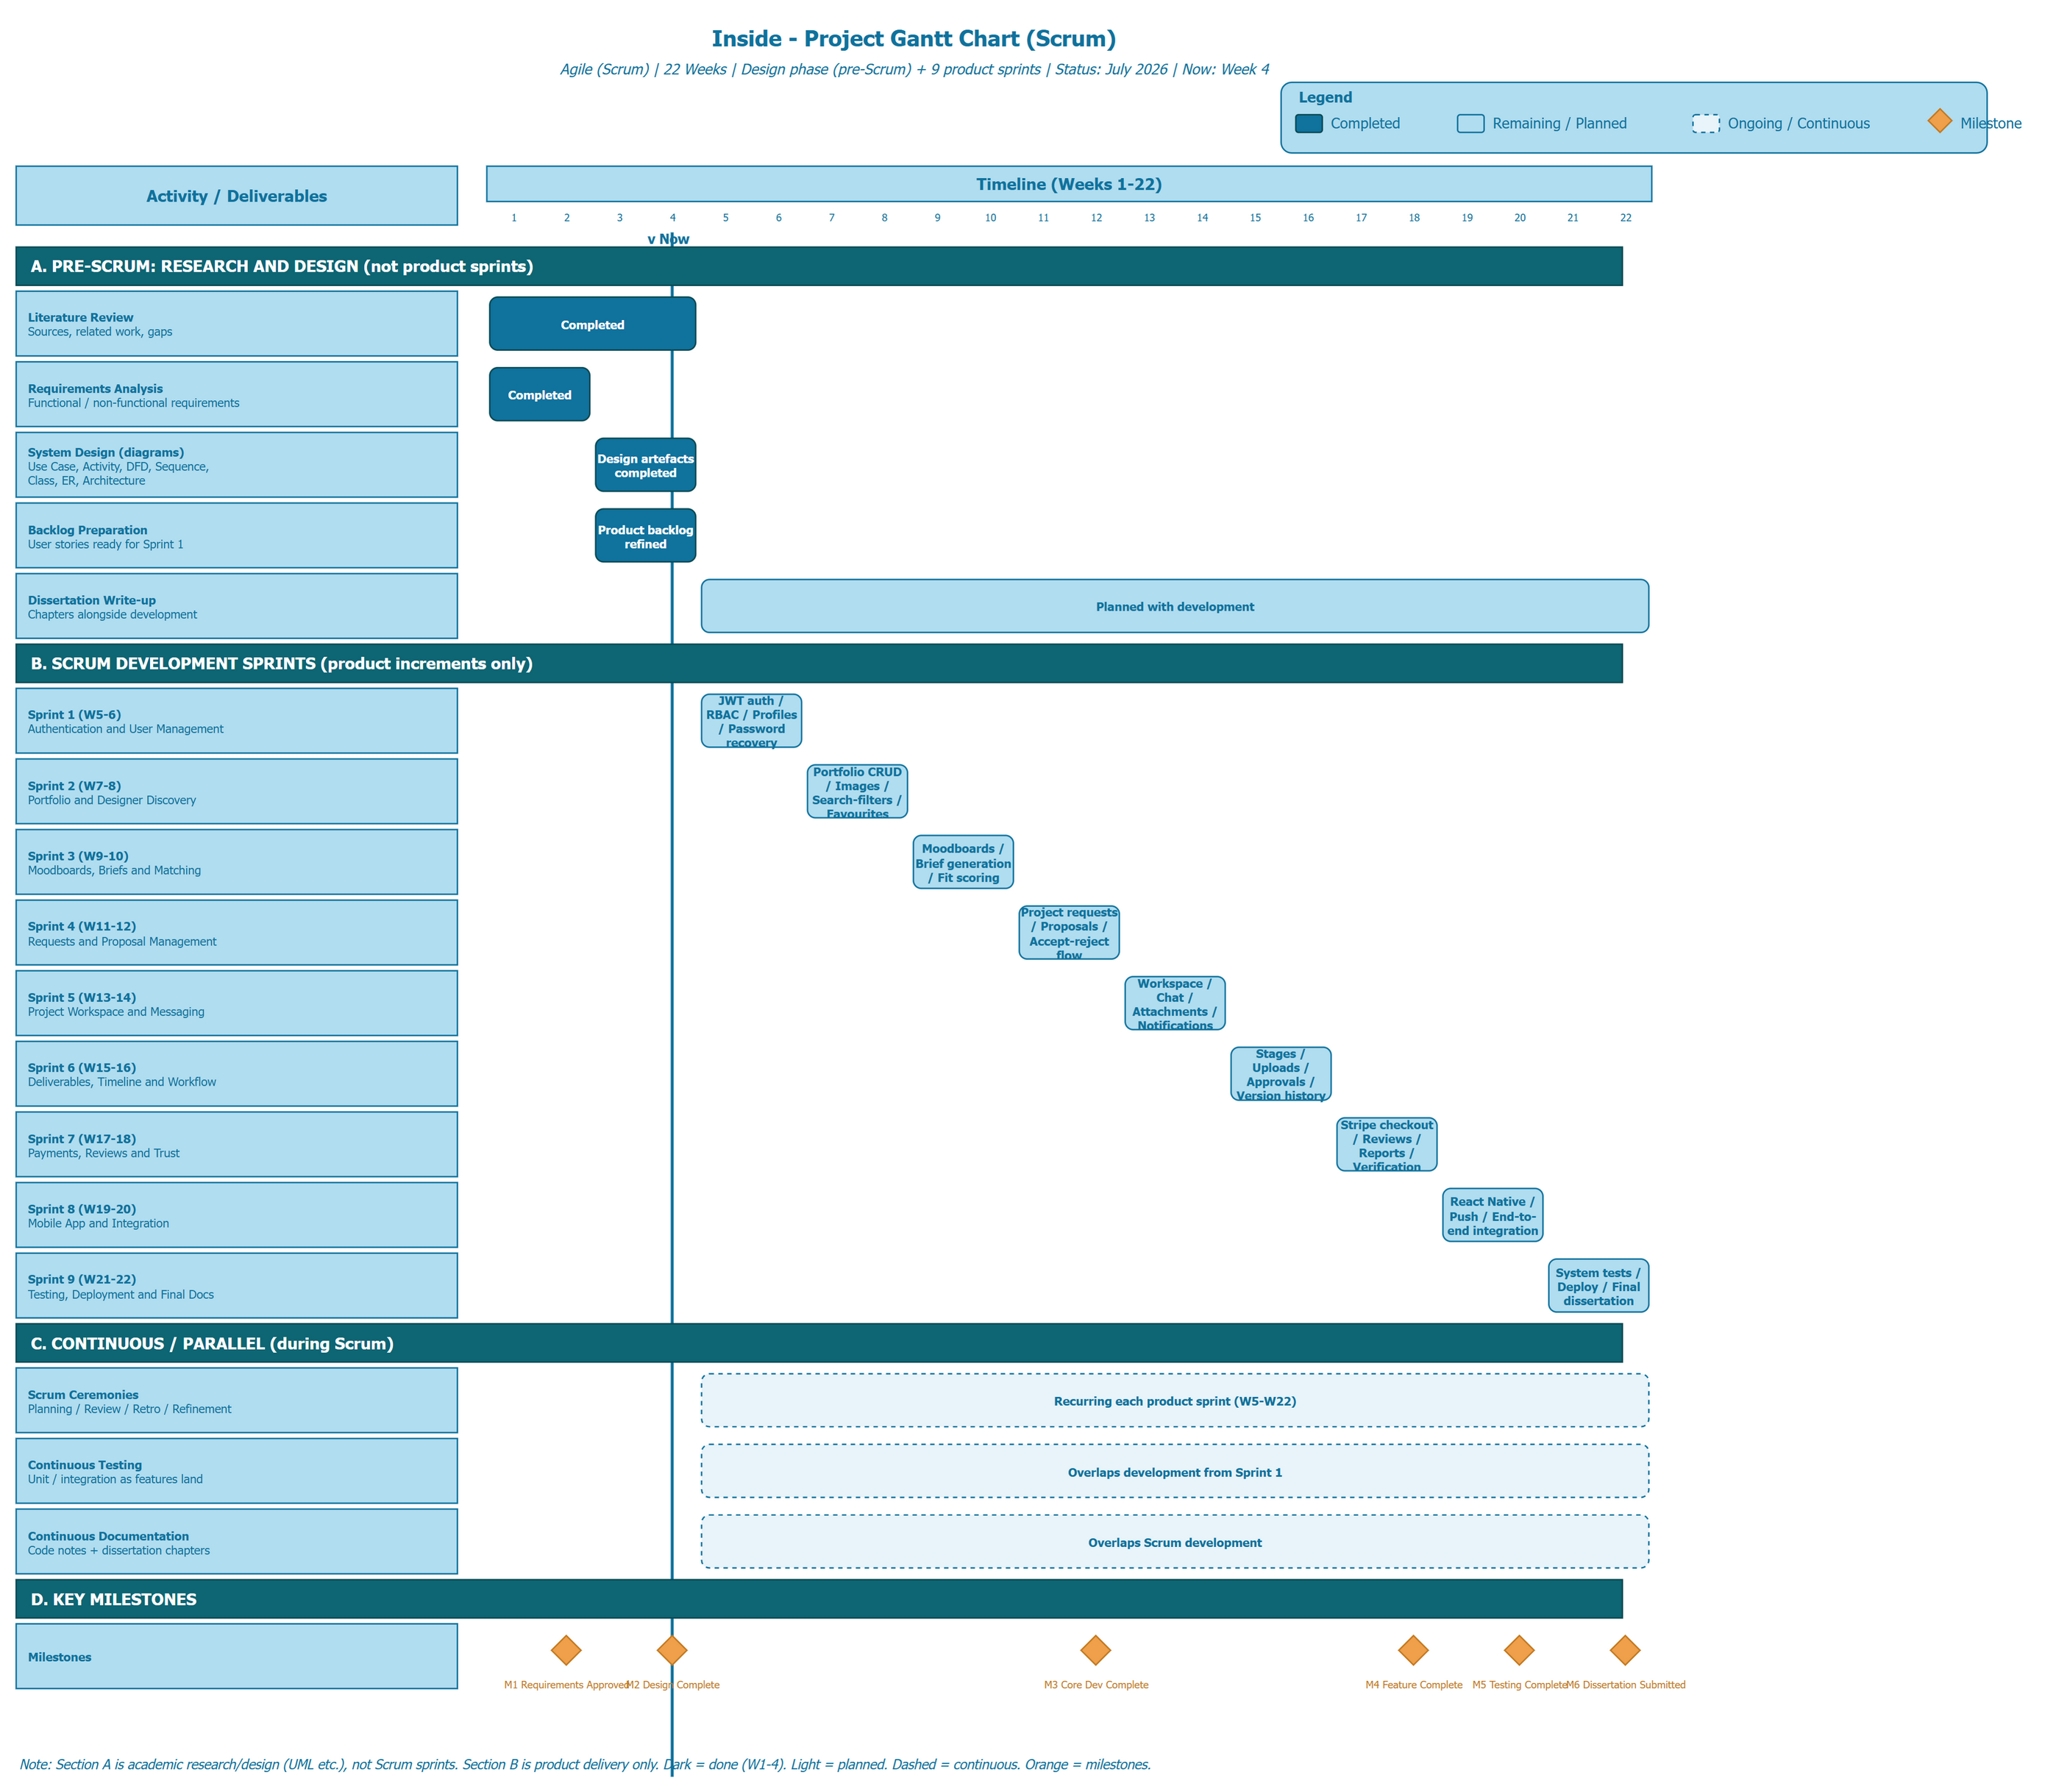 Inside - Project Gantt Chart (Scrum)
Agile (Scrum) | 22 Weeks | Design phase (pre-Scrum) + 9 product sprints | Status: July 2026 | Now: Week 4
Legend
Completed
Remaining / Planned
Ongoing / Continuous
Milestone
Activity / Deliverables
Timeline (Weeks 1-22)
1 2 3 4 5 6 7 8 9 10 11 12 13 14 15 16 17 18 19 20 21 22
v Now
A. PRE-SCRUM: RESEARCH AND DESIGN (not product sprints)
Literature Review
Sources, related work, gaps
Completed
Requirements Analysis
Functional / non-functional requirements
Completed
System Design (diagrams)
Use Case, Activity, DFD, Sequence,
Class, ER, Architecture
Design artefacts
completed
Backlog Preparation
User stories ready for Sprint 1
Product backlog
refined
Dissertation Write-up
Chapters alongside development
Planned with development
B. SCRUM DEVELOPMENT SPRINTS (product increments only)
Sprint 1 (W5-6)
Authentication and User Management
JWT auth /
RBAC / Profiles
/ Password
recovery
Sprint 2 (W7-8)
Portfolio and Designer Discovery
Portfolio CRUD
/ Images /
Search-filters /
Favourites
Sprint 3 (W9-10)
Moodboards, Briefs and Matching
Moodboards /
Brief generation
/ Fit scoring
Sprint 4 (W11-12)
Requests and Proposal Management
Project requests
/ Proposals /
Accept-reject
flow
Sprint 5 (W13-14)
Project Workspace and Messaging
Workspace /
Chat /
Attachments /
Notifications
Sprint 6 (W15-16)
Deliverables, Timeline and Workflow
Stages /
Uploads /
Approvals /
Version history
Sprint 7 (W17-18)
Payments, Reviews and Trust
Stripe checkout
/ Reviews /
Reports /
Verification
Sprint 8 (W19-20)
Mobile App and Integration
React Native /
Push / End-to-
end integration
Sprint 9 (W21-22)
Testing, Deployment and Final Docs
System tests /
Deploy / Final
dissertation
C. CONTINUOUS / PARALLEL (during Scrum)
Scrum Ceremonies
Planning / Review / Retro / Refinement
Recurring each product sprint (W5-W22)
Continuous Testing
Unit / integration as features land
Overlaps development from Sprint 1
Continuous Documentation
Code notes + dissertation chapters
Overlaps Scrum development
D. KEY MILESTONES
Milestones
M1 Requirements Approved
M2 Design Complete
M3 Core Dev Complete
M4 Feature Complete
M5 Testing Complete
M6 Dissertation Submitted
Note: Section A is academic research/design (UML etc.), not Scrum sprints. Section B is product delivery only. Dark = done (W1-4). Light = planned. Dashed = continuous. Orange = milestones.